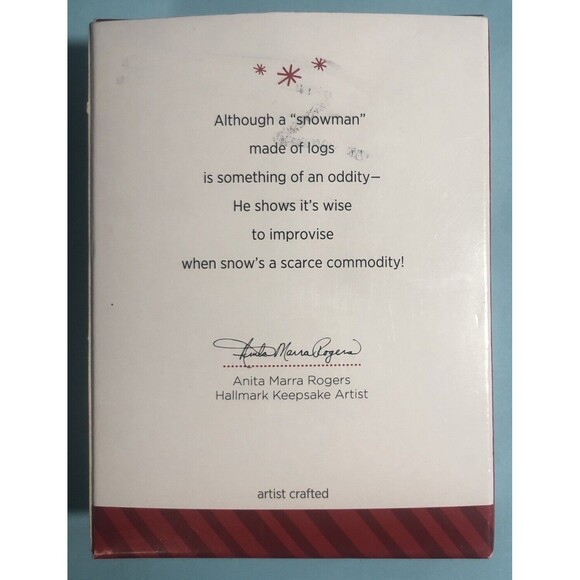 Although a “snowman”
made of logs
is something of an oddity–
He shows it’s wise
to improvise
when snow’s a scarce commodity!
Anita Marra Rogers
Anita Marra Rogers
Hallmark Keepsake Artist
artist crafted